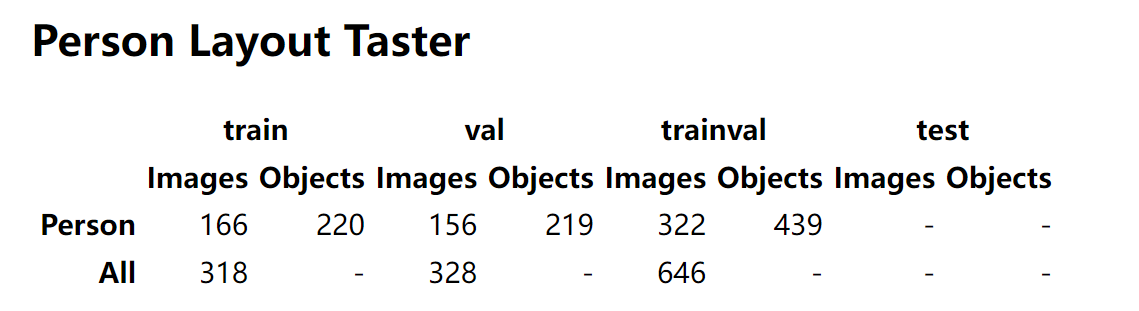 Person Layout Taster
train val trainval test
Images Objects Images Objects Images Objects Images Objects
Person 166 220 156 219 322 439 - -
All 318 - 328 - 646 - - -